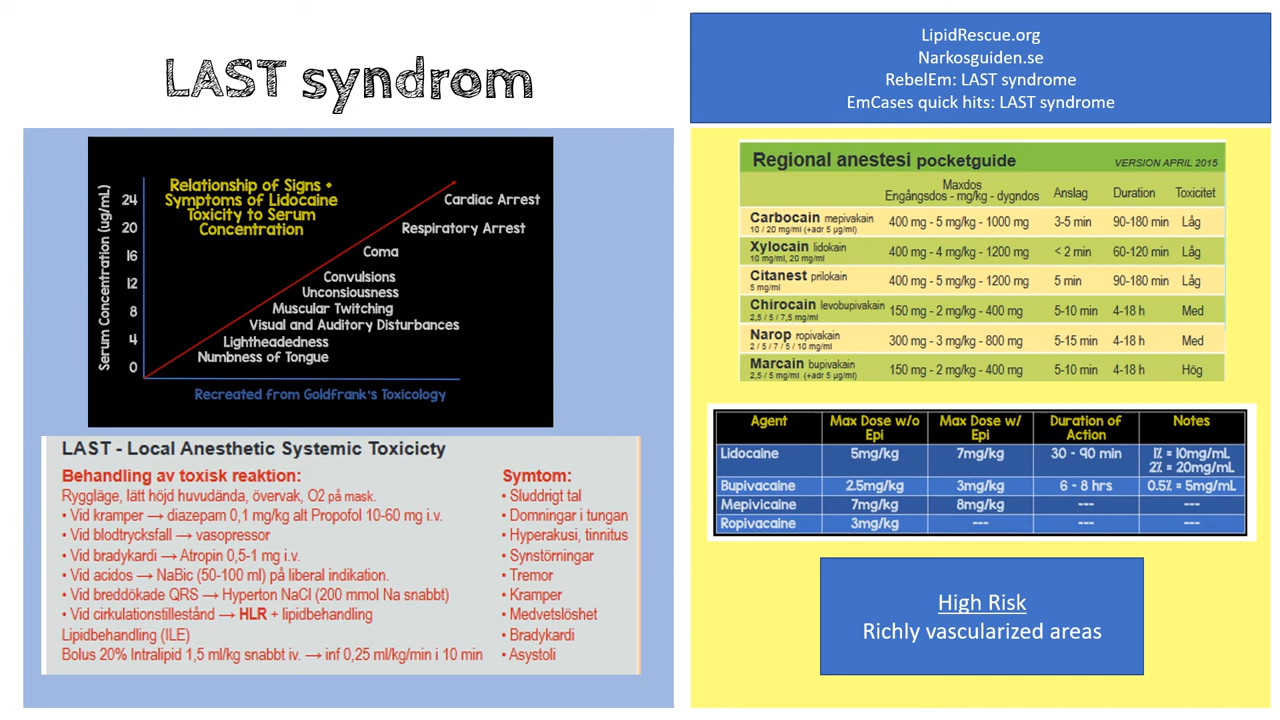 LAST syndrom
LipidRescue.org
Narkosguiden.se
RebelEm: LAST syndrome
EmCases quick hits: LAST syndrome
Relationship of Signs +
Symptoms of Lidocaine
Toxicity to Serum
Concentration
Serum Concentration (ug/mL)
24
20
16
12
8
4
0
Cardiac Arrest
Respiratory Arrest
Coma
Convulsions
Unconsiousness
Muscular Twitching
Visual and Auditory Disturbances
Lightheadedness
Numbness of Tongue
Recreated from Goldfrank's Toxicology
LAST - Local Anesthetic Systemic Toxicicty
Behandling av toxisk reaktion:
Ryggläge, lätt höjd huvudända, övervak, O2 på mask.
• Vid kramper → diazepam 0,1 mg/kg alt Propofol 10-60 mg i.v.
• Vid blodtrycksfall → vasopressor
• Vid bradykardi → Atropin 0,5-1 mg i.v.
• Vid acidos → NaBic (50-100 ml) på liberal indikation.
• Vid breddökade QRS → Hyperton NaCl (200 mmol Na snabbt)
• Vid cirkulationstillestånd → HLR + lipidbehandling
Lipidbehandling (ILE)
Bolus 20% Intralipid 1,5 ml/kg snabbt iv. → inf 0,25 ml/kg/min i 10 min
Symtom:
• Sluddrigt tal
• Domningar i tungan
• Hyperakusi, tinnitus
• Synstörningar
• Tremor
• Kramper
• Medvetslöshet
• Bradykardi
• Asystoli
Regional anestesi pocketguide VERSION APRIL 2015
Maxdos
Engångsdos - mg/kg - dygndos Anslag Duration Toxicitet
Carbocain mepivakain 400 mg - 5 mg/kg - 1000 mg 3-5 min 90-180 min Låg
10 / 20 mg/ml (+adr 5 µg/ml)
Xylocain lidokain 400 mg - 4 mg/kg - 1200 mg < 2 min 60-120 min Låg
10 mg/ml, 20 mg/ml
Citanest prilokain 400 mg - 5 mg/kg - 1200 mg 5 min 90-180 min Låg
5 mg/ml
Chirocain levobupivakain 150 mg - 2 mg/kg - 400 mg 5-10 min 4-18 h Med
2,5 / 5 / 7,5 mg/ml
Narop ropivakain 300 mg - 3 mg/kg - 800 mg 5-15 min 4-18 h Med
2 / 5 / 7 / 5 / 10 mg/ml
Marcain bupivakain 150 mg - 2 mg/kg - 400 mg 5-10 min 4-18 h Hög
2,5 / 5 mg/ml (+adr 5 µg/ml)
Agent Max Dose w/o Epi Max Dose w/ Epi Duration of Action Notes
Lidocaine 5mg/kg 7mg/kg 30 - 90 min 1% = 10mg/mL
2% = 20mg/mL
Bupivacaine 2.5mg/kg 3mg/kg 6 - 8 hrs 0.5% = 5mg/mL
Mepivicaine 7mg/kg 8mg/kg --- ---
Ropivacaine 3mg/kg --- --- ---
High Risk
Richly vascularized areas